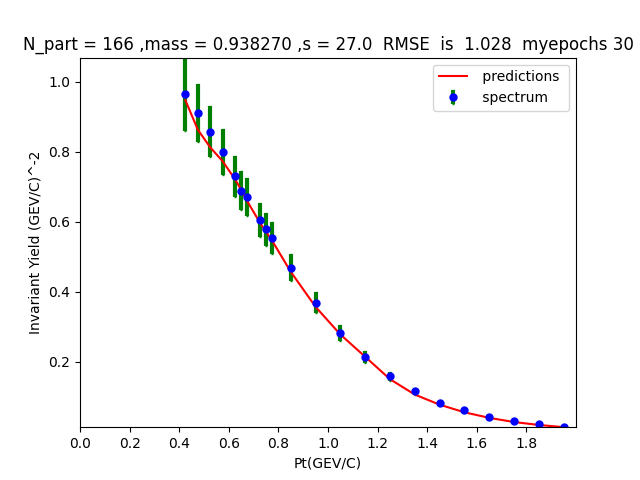 N_part = 166 ,mass = 0.938270 ,s = 27.0  RMSE  is  1.028  myepochs 30
predictions
spectrum
Invariant Yield (GEV/C)^-2
1.0
0.8
0.6
0.4
0.2
0.0 0.2 0.4 0.6 0.8 1.0 1.2 1.4 1.6 1.8
Pt(GEV/C)